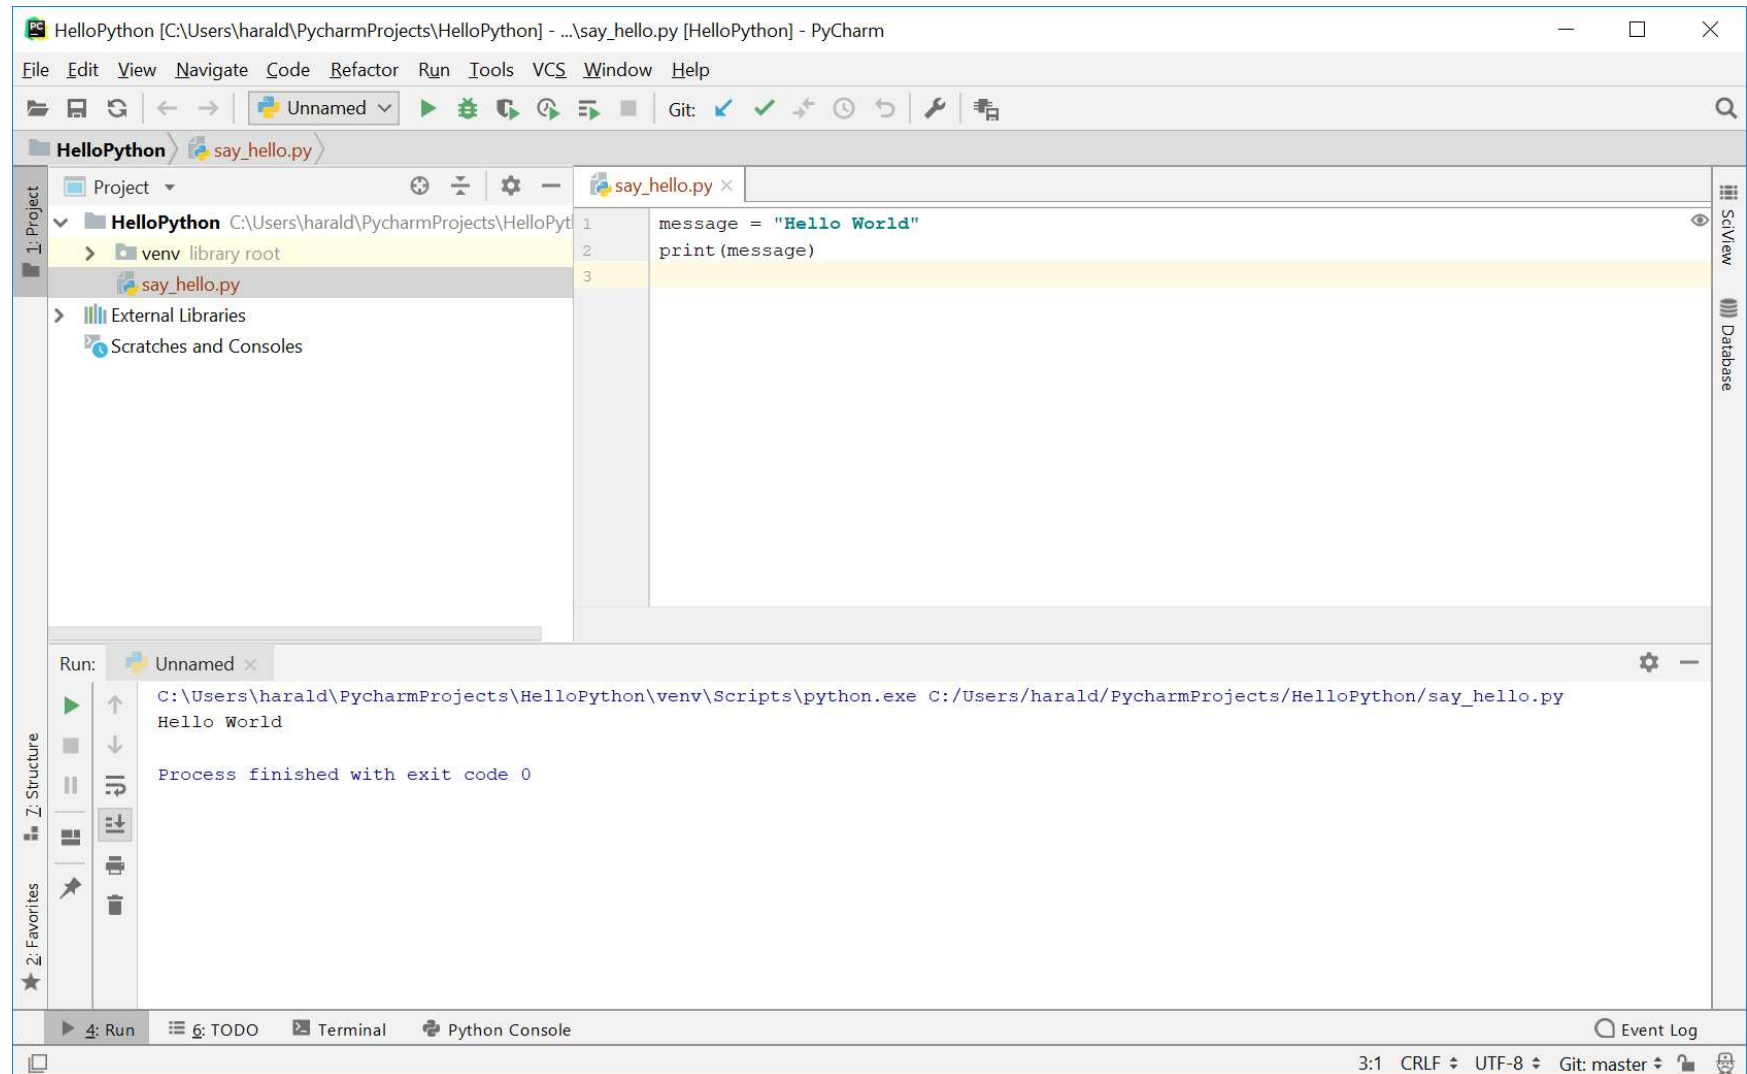 HelloPython [C:\Users\harald\PycharmProjects\HelloPython] - ...\say_hello.py [HelloPython] - PyCharm
File Edit View Navigate Code Refactor Run Tools VCS Window Help
Unnamed Git:
HelloPython say_hello.py
1: Project
Project
say_hello.py
HelloPython C:\Users\harald\PycharmProjects\HelloPyt
venv library root
say_hello.py
External Libraries
Scratches and Consoles
1 message = "Hello World"
2 print(message)
3
SciView
Database
Run: Unnamed
C:\Users\harald\PycharmProjects\HelloPython\venv\Scripts\python.exe C:/Users/harald/PycharmProjects/HelloPython/say_hello.py
Hello World
Process finished with exit code 0
7: Structure
2: Favorites
4: Run 6: TODO Terminal Python Console Event Log
3:1 CRLF UTF-8 Git: master